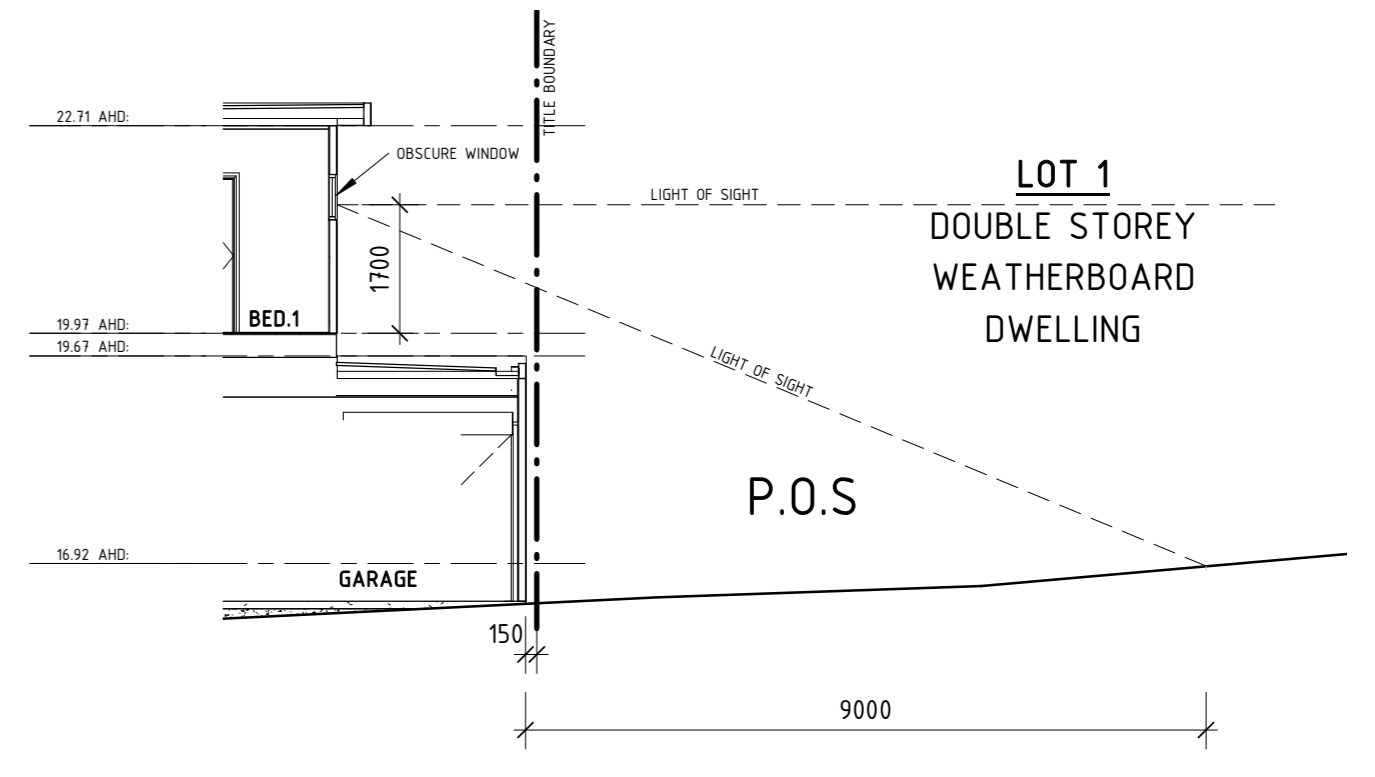 TITLE BOUNDARY
22.71 AHD:
OBSCURE WINDOW
LIGHT OF SIGHT
LOT 1
DOUBLE STOREY
WEATHERBOARD
DWELLING
1700
BED.1
19.97 AHD:
19.67 AHD:
LIGHT OF SIGHT
P.O.S
16.92 AHD:
GARAGE
150
9000